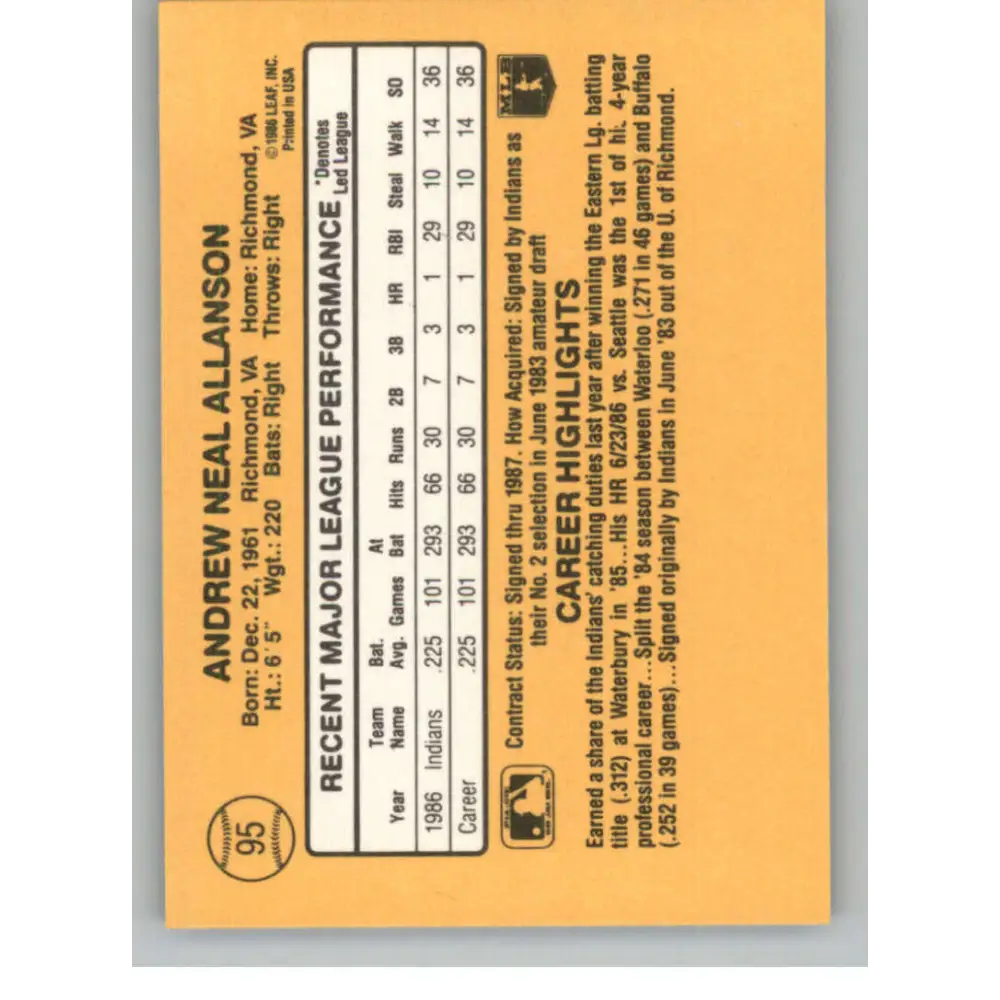 95
ANDREW NEAL ALLANSON
Born: Dec. 22, 1961 Richmond, VA Home: Richmond, VA
Ht.: 6'5" Wgt.: 220 Bats: Right Throws: Right
© 1986 LEAF, INC.
Printed in USA
RECENT MAJOR LEAGUE PERFORMANCE
*Denotes
Led League
Year Team Name Bat. Avg. Games At Bat Hits Runs 2B 3B HR RBI Steal Walk SO
1986 Indians .225 101 293 66 30 7 3 1 29 10 14 36
Career .225 101 293 66 30 7 3 1 29 10 14 36
Contract Status: Signed thru 1987. How Acquired: Signed by Indians as
their No. 2 selection in June 1983 amateur draft
MLB
CAREER HIGHLIGHTS
Earned a share of the Indians' catching duties last year after winning the Eastern Lg. batting
title (.312) at Waterbury in '85...His HR 6/23/86 vs. Seattle was the 1st of his 4-year
professional career...Split the '84 season between Waterloo (.271 in 46 games) and Buffalo
(.252 in 39 games)...Signed originally by Indians in June '83 out of the U. of Richmond.